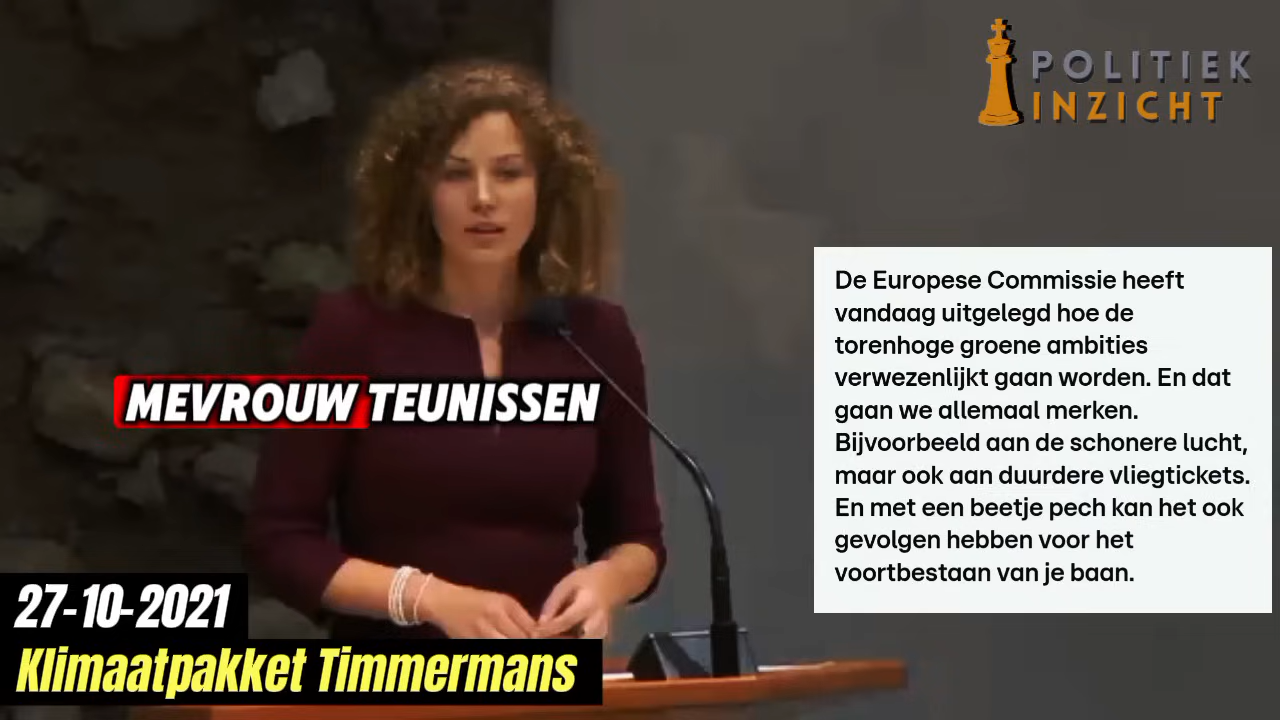 POLITIEK
INZICHT
De Europese Commissie heeft
vandaag uitgelegd hoe de
torenhoge groene ambities
verwezenlijkt gaan worden. En dat
gaan we allemaal merken.
Bijvoorbeeld aan de schonere lucht,
maar ook aan duurdere vliegtickets.
En met een beetje pech kan het ook
gevolgen hebben voor het
voortbestaan van je baan.
MEVROUW TEUNISSEN
27-10-2021
Klimaatpakket Timmermans